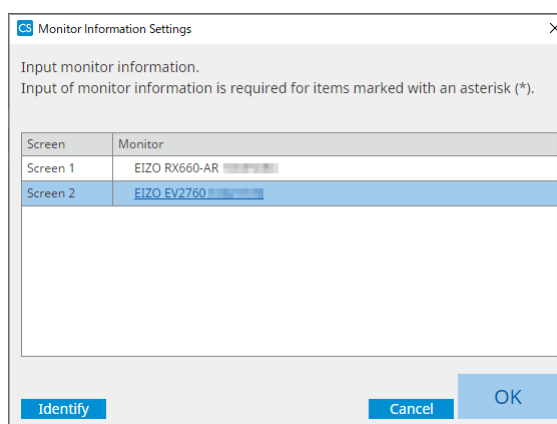 CS Monitor Information Settings
Input monitor information.
Input of monitor information is required for items marked with an asterisk (*).
Screen Monitor
Screen 1 EIZO RX660-AR
Screen 2 EIZO EV2760
Identify Cancel OK